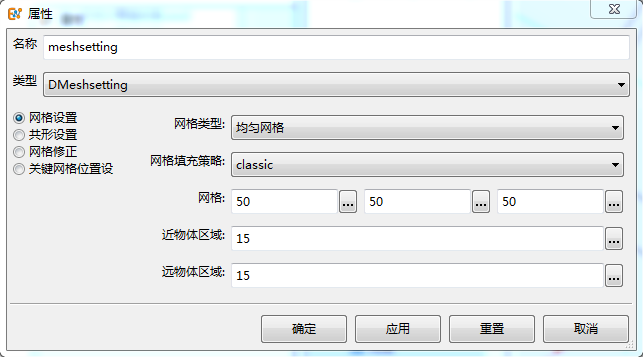 属性
名称 meshsetting
类型 DMeshsetting
网格设置
共形设置
网格修正
关键网格位置设
网格类型: 均匀网格
网格填充策略: classic
网格: 50 ... 50 ... 50 ...
近物体区域: 15 ...
远物体区域: 15 ...
确定 应用 重置 取消